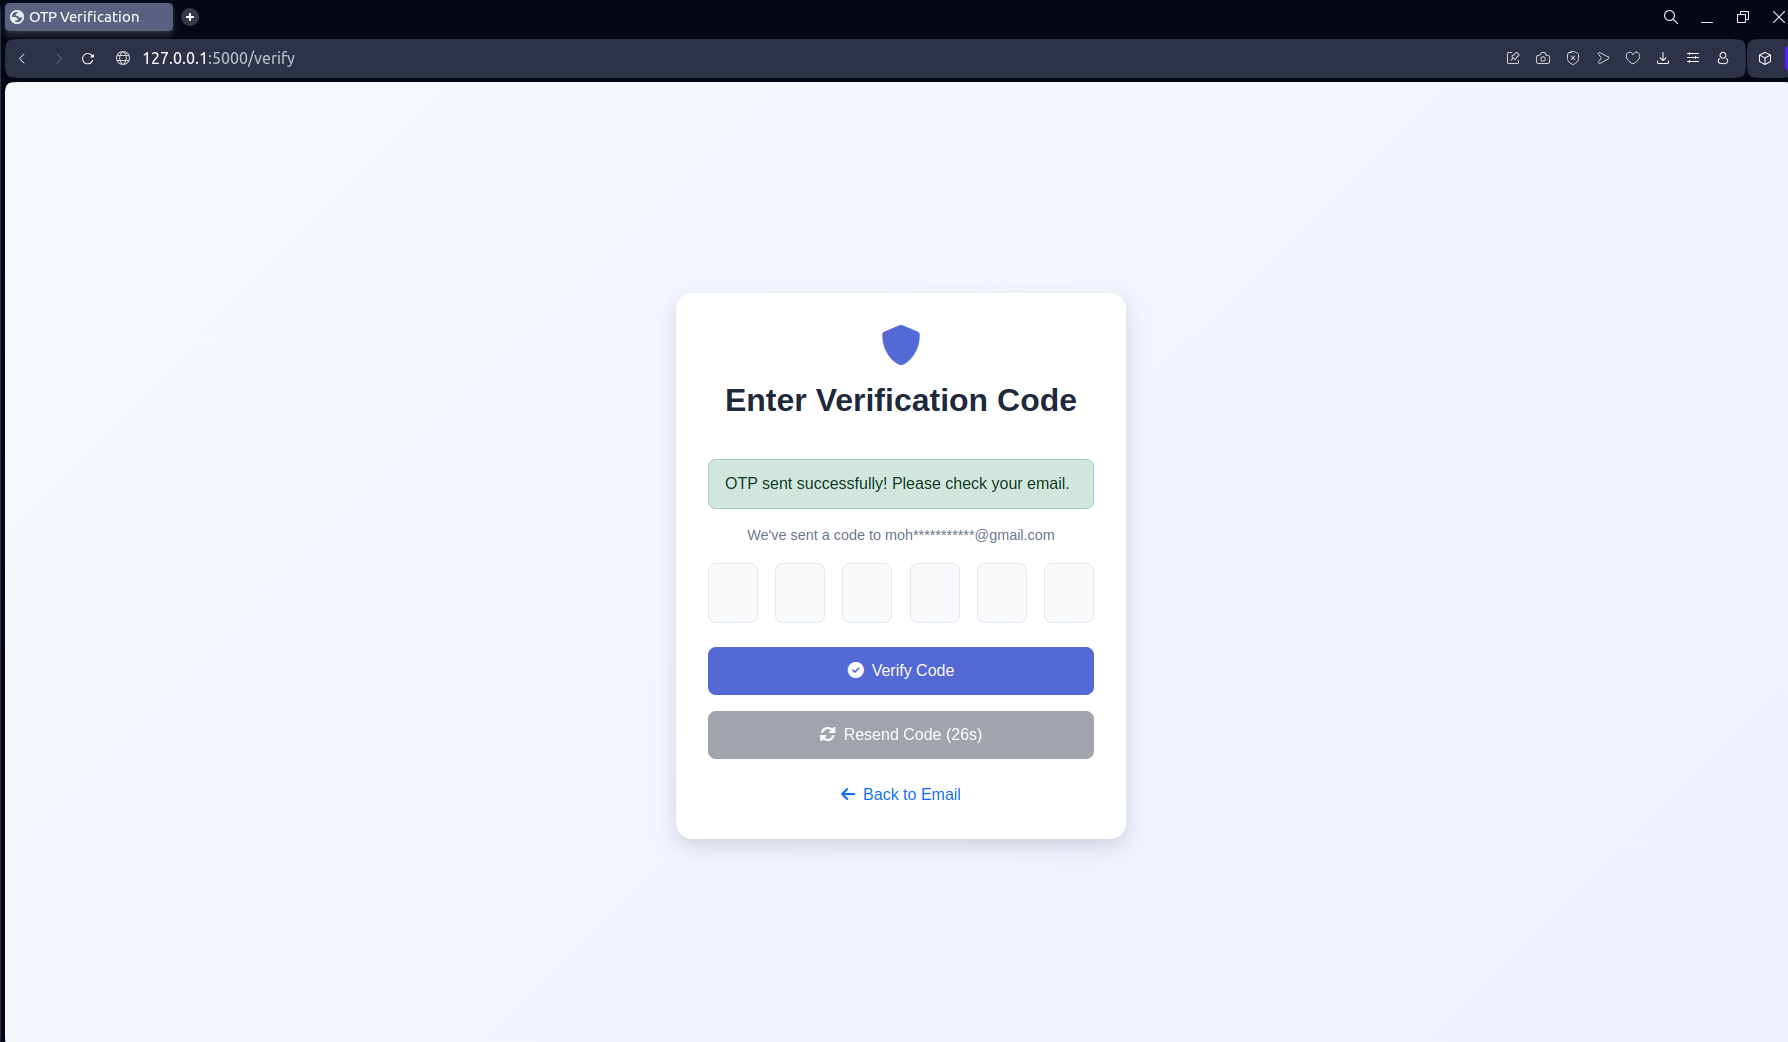 OTP Verification
127.0.0.1:5000/verify
Enter Verification Code
OTP sent successfully! Please check your email.
We've sent a code to moh***********@gmail.com
Verify Code
Resend Code (26s)
Back to Email